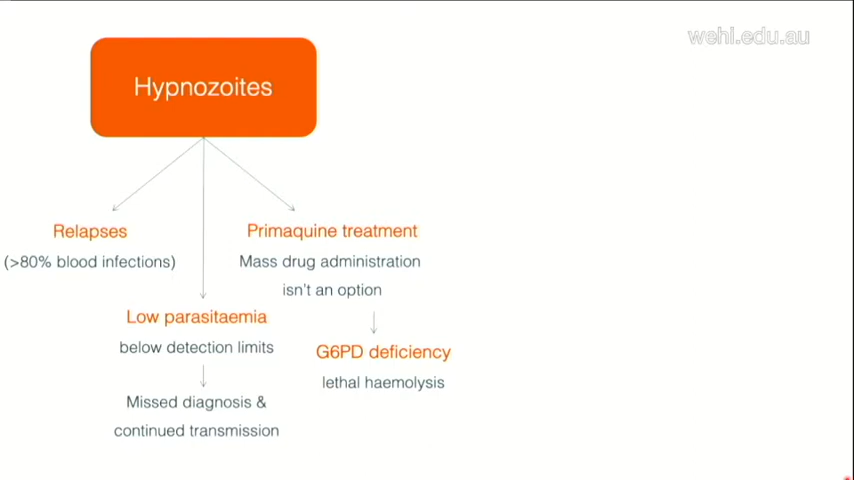 wehi.edu.au
Hypnozoites
Relapses
(>80% blood infections)
Primaquine treatment
Mass drug administration
isn't an option
Low parasitaemia
below detection limits
G6PD deficiency
lethal haemolysis
Missed diagnosis &
continued transmission